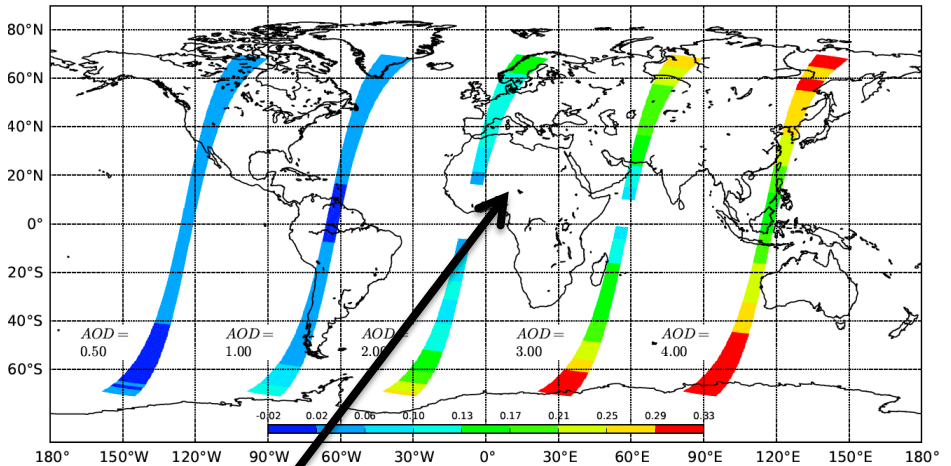 80°N
60°N
40°N
20°N
0°
20°S
40°S
60°S
AOD = AOD = AOD = AOD = AOD =
0.50 1.00 2.00 3.00 4.00
-0.02 0.02 0.06 0.10 0.13 0.17 0.21 0.25 0.29 0.33
180° 150°W 120°W 90°W 60°W 30°W 0° 30°E 60°E 90°E 120°E 150°E 180°